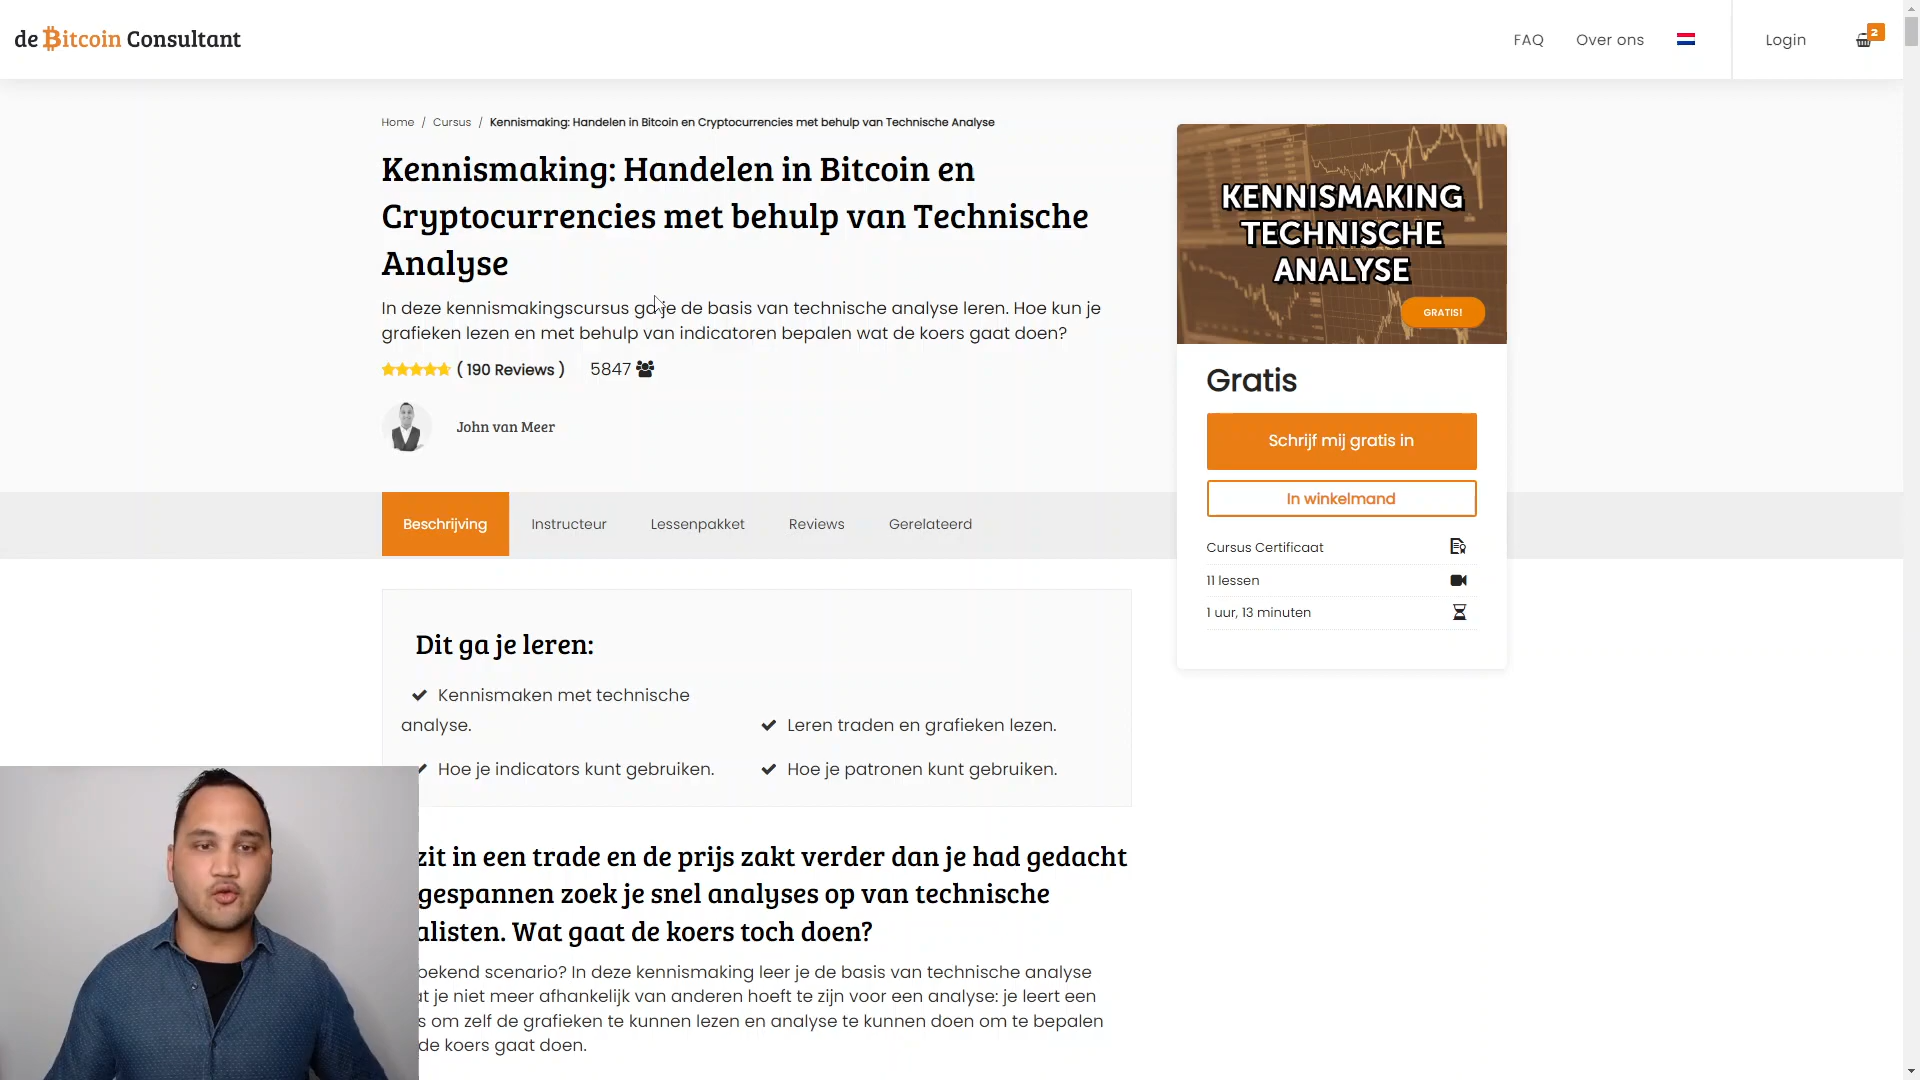 de Bitcoin Consultant
FAQ
Over ons
Login
2
Home / Cursus / Kennismaking: Handelen in Bitcoin en Cryptocurrencies met behulp van Technische Analyse
Kennismaking: Handelen in Bitcoin en
Cryptocurrencies met behulp van Technische
Analyse
In deze kennismakingscursus ga je de basis van technische analyse leren. Hoe kun je
grafieken lezen en met behulp van indicatoren bepalen wat de koers gaat doen?
( 190 Reviews ) 5847
John van Meer
KENNISMAKING
TECHNISCHE
ANALYSE
GRATIS!
Gratis
Schrijf mij gratis in
In winkelmand
Cursus Certificaat
11 lessen
1 uur, 13 minuten
Beschrijving
Instructeur
Lessenpakket
Reviews
Gerelateerd
Dit ga je leren:
Kennismaken met technische
analyse.
Leren traden en grafieken lezen.
Hoe je indicators kunt gebruiken.
Hoe je patronen kunt gebruiken.
zit in een trade en de prijs zakt verder dan je had gedacht
gespannen zoek je snel analyses op van technische
alisten. Wat gaat de koers toch doen?
bekend scenario? In deze kennismaking leer je de basis van technische analyse
at je niet meer afhankelijk van anderen hoeft te zijn voor een analyse: je leert een
s om zelf de grafieken te kunnen lezen en analyse te kunnen doen om te bepalen
de koers gaat doen.